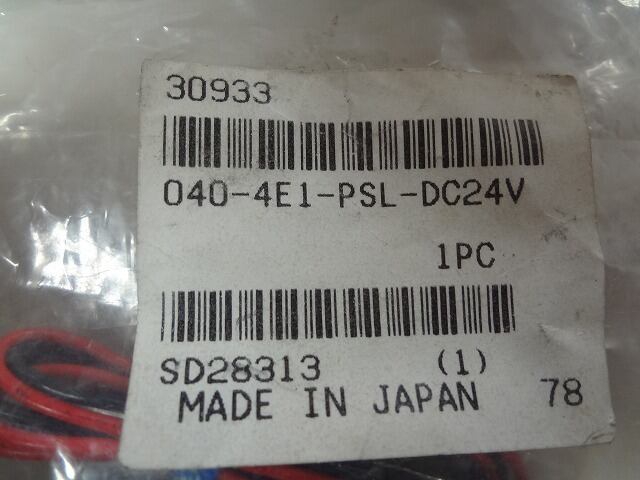 30933
040-4E1-PSL-DC24V
1PC
SD28313 (1)
MADE IN JAPAN 78